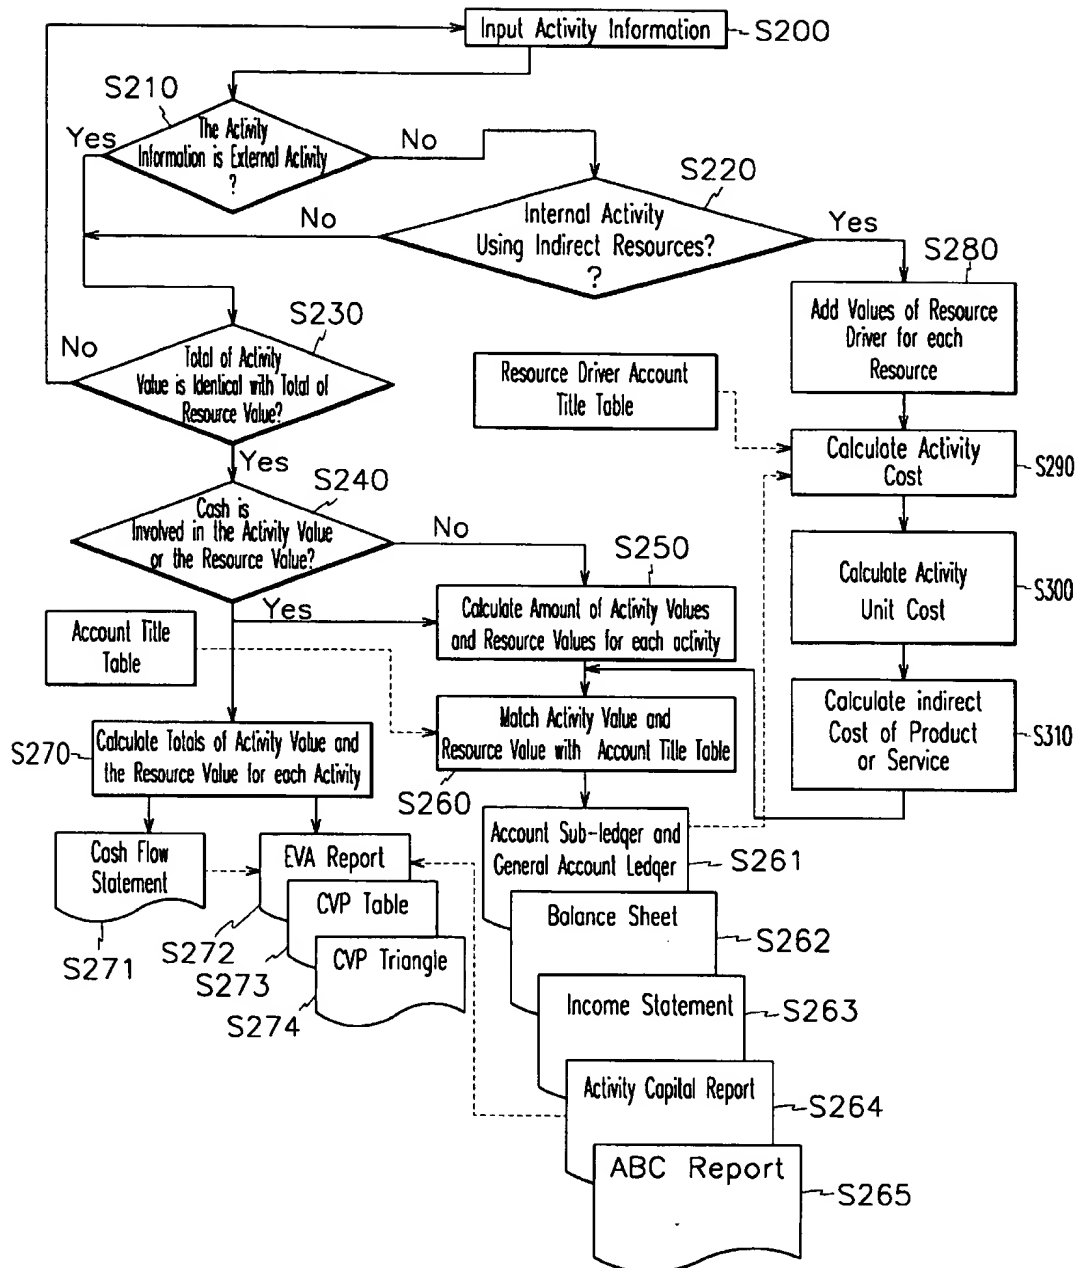 Input Activity Information
S200
S210
Yes
The Activity
Information is External Activity
?
No
S220
No
Internal Activity
Using Indirect Resources?
?
Yes
S280
Add Values of Resource
Driver for each
Resource
S230
No
Total of Activity
Value is Identical with Total of
Resource Value?
Resource Driver Account
Title Table
Calculate Activity
Cost
S290
Yes
S240
Cash is
Involved in the Activity Value
or the Resource Value?
No
S250
Calculate Activity
Unit Cost
S300
Yes
Calculate Amount of Activity Values
and Resource Values for each activity
Account Title
Table
Calculate indirect
Cost of Product
or Service
S310
Match Activity Value and
Resource Value with Account Title Table
S270
Calculate Totals of Activity Value and
the Resource Value for each Activity
S260
Cash Flow
Statement
EVA Report
Account Sub-ledger and
General Account Ledger
S261
CVP Table
Balance Sheet
S262
S271
S272
S273
CVP Triangle
S274
Income Statement
S263
Activity Capital Report
S264
ABC Report
S265